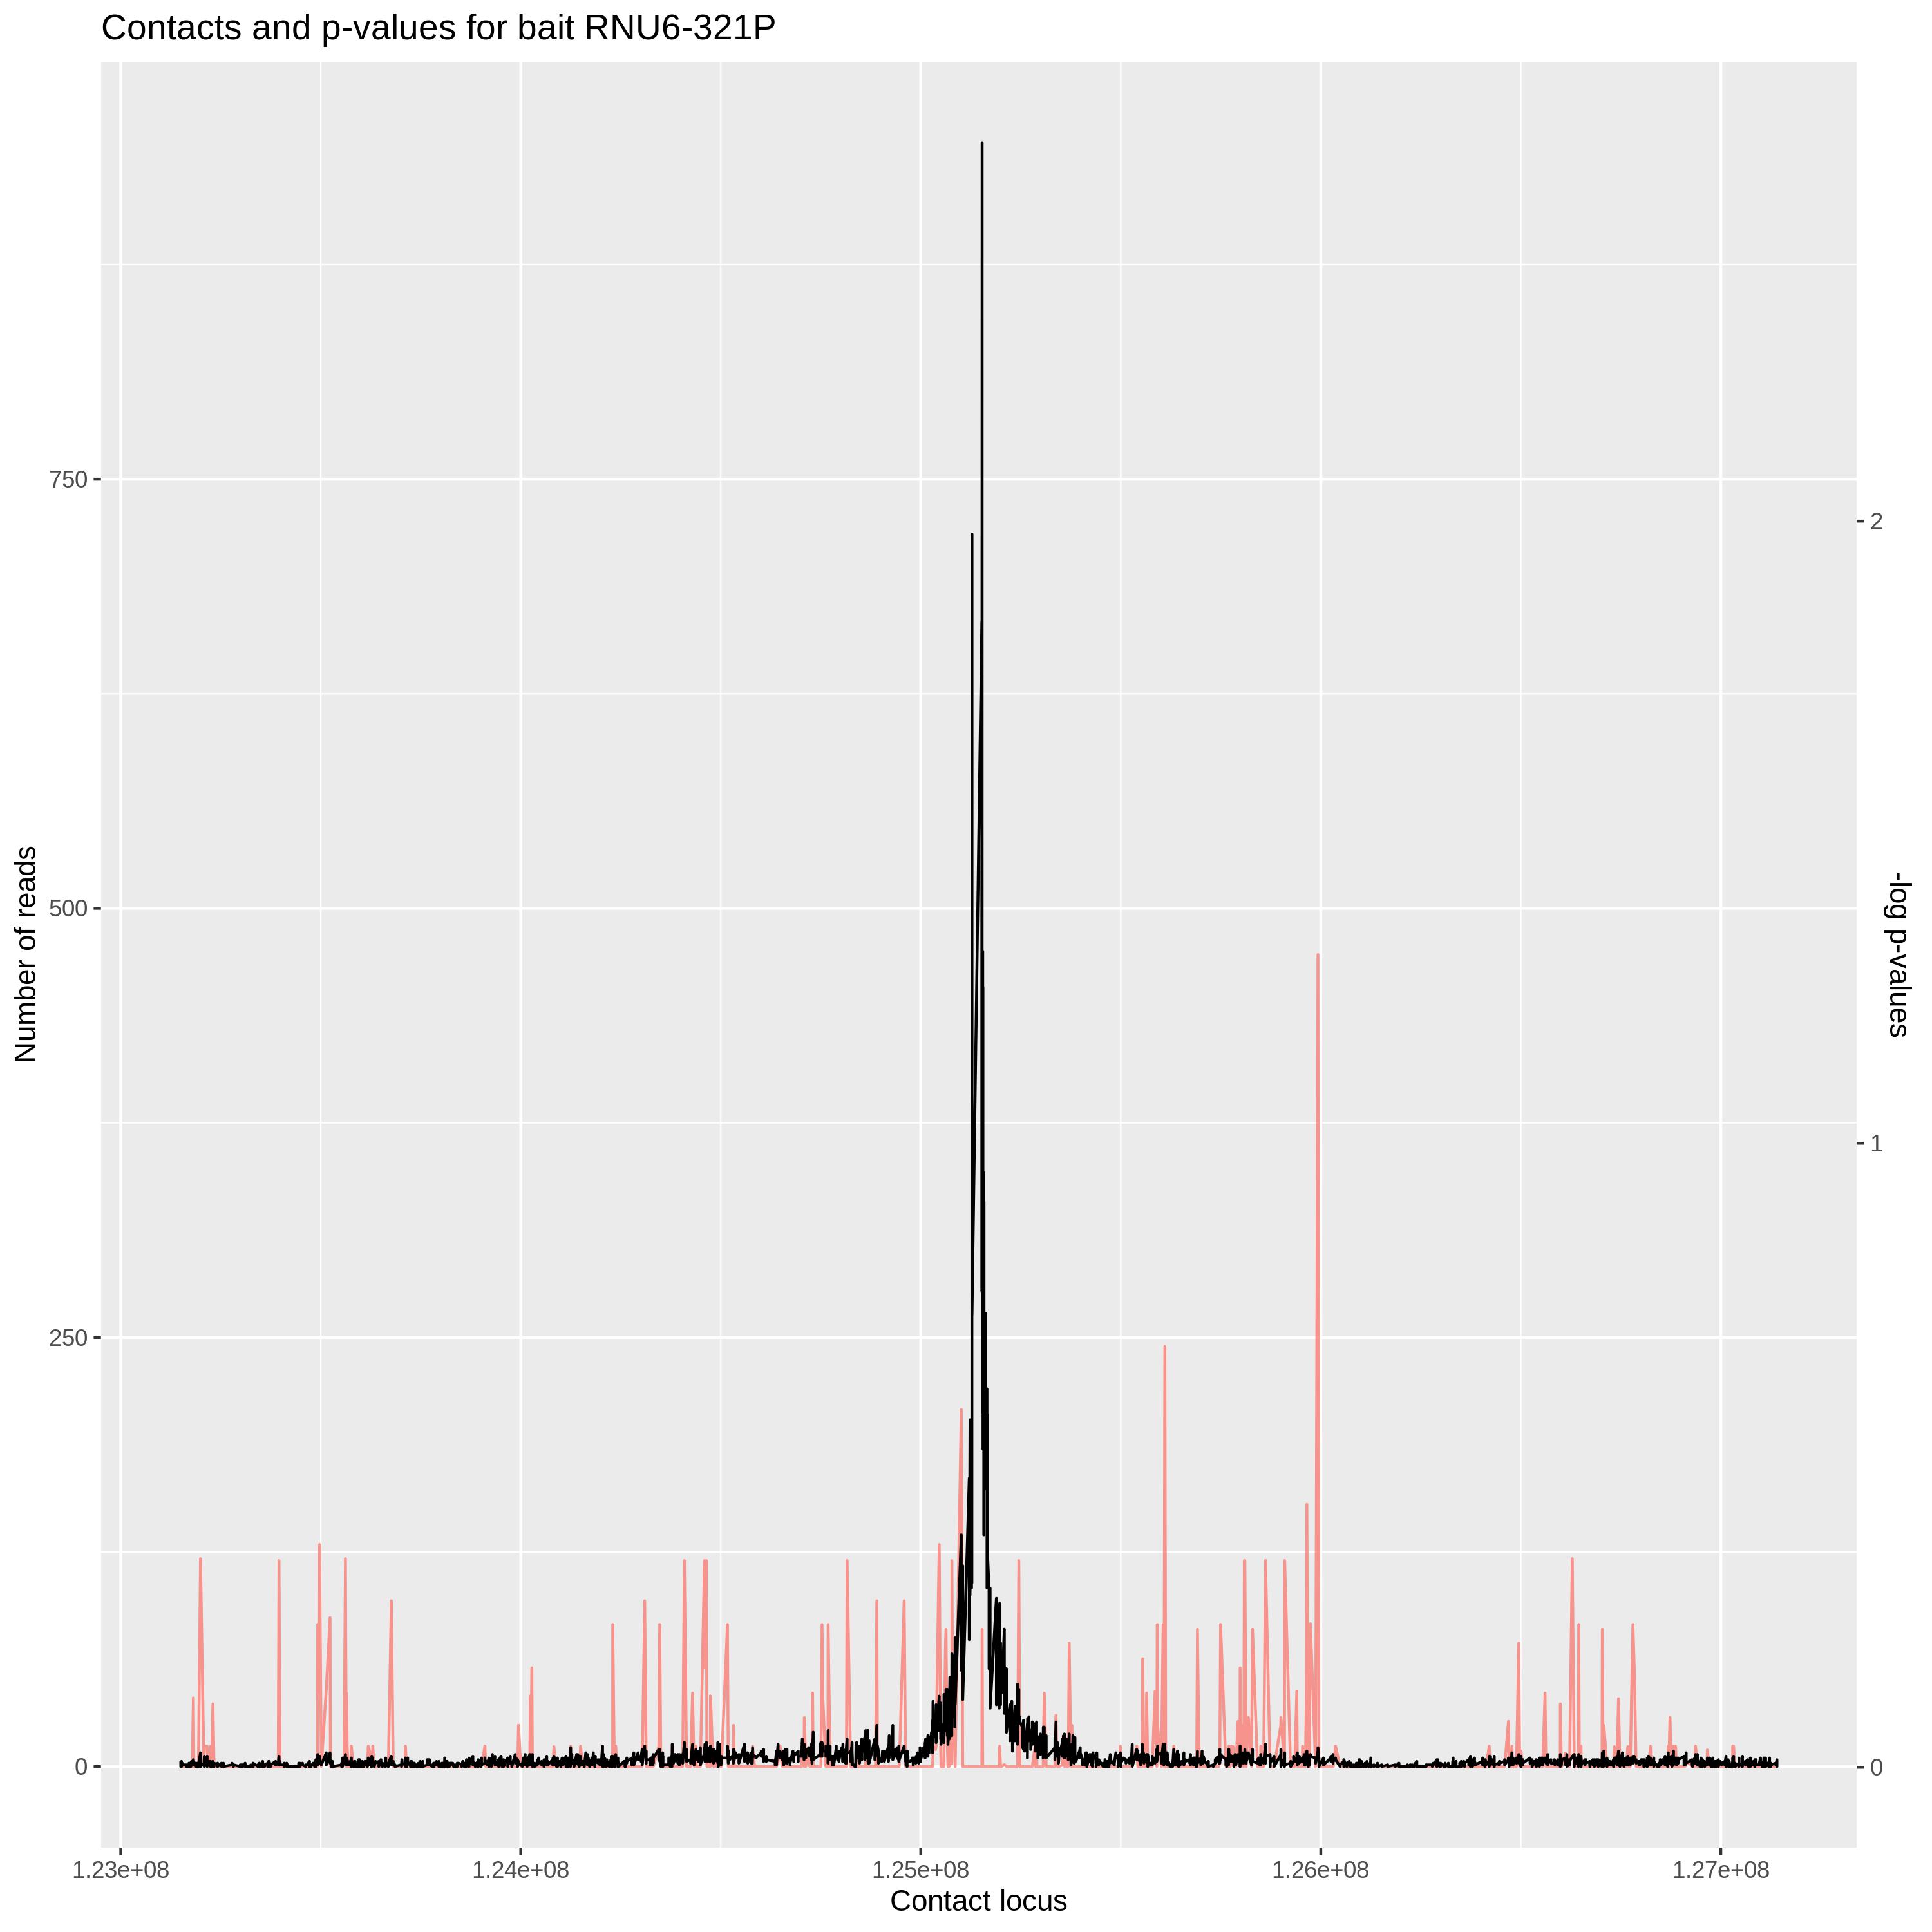 Contacts and p-values for bait RNU6-321P
750
500
250
0
Number of reads
2
1
0
-log p-values
1.23e+08
1.24e+08
1.25e+08
1.26e+08
1.27e+08
Contact locus